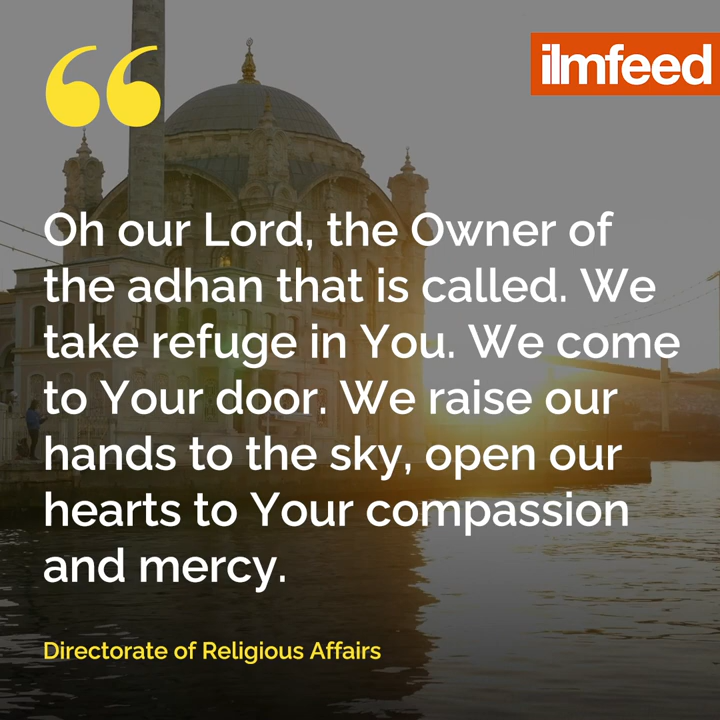 ilmfeed
“
Oh our Lord, the Owner of
the adhan that is called. We
take refuge in You. We come
to Your door. We raise our
hands to the sky, open our
hearts to Your compassion
and mercy.
Directorate of Religious Affairs